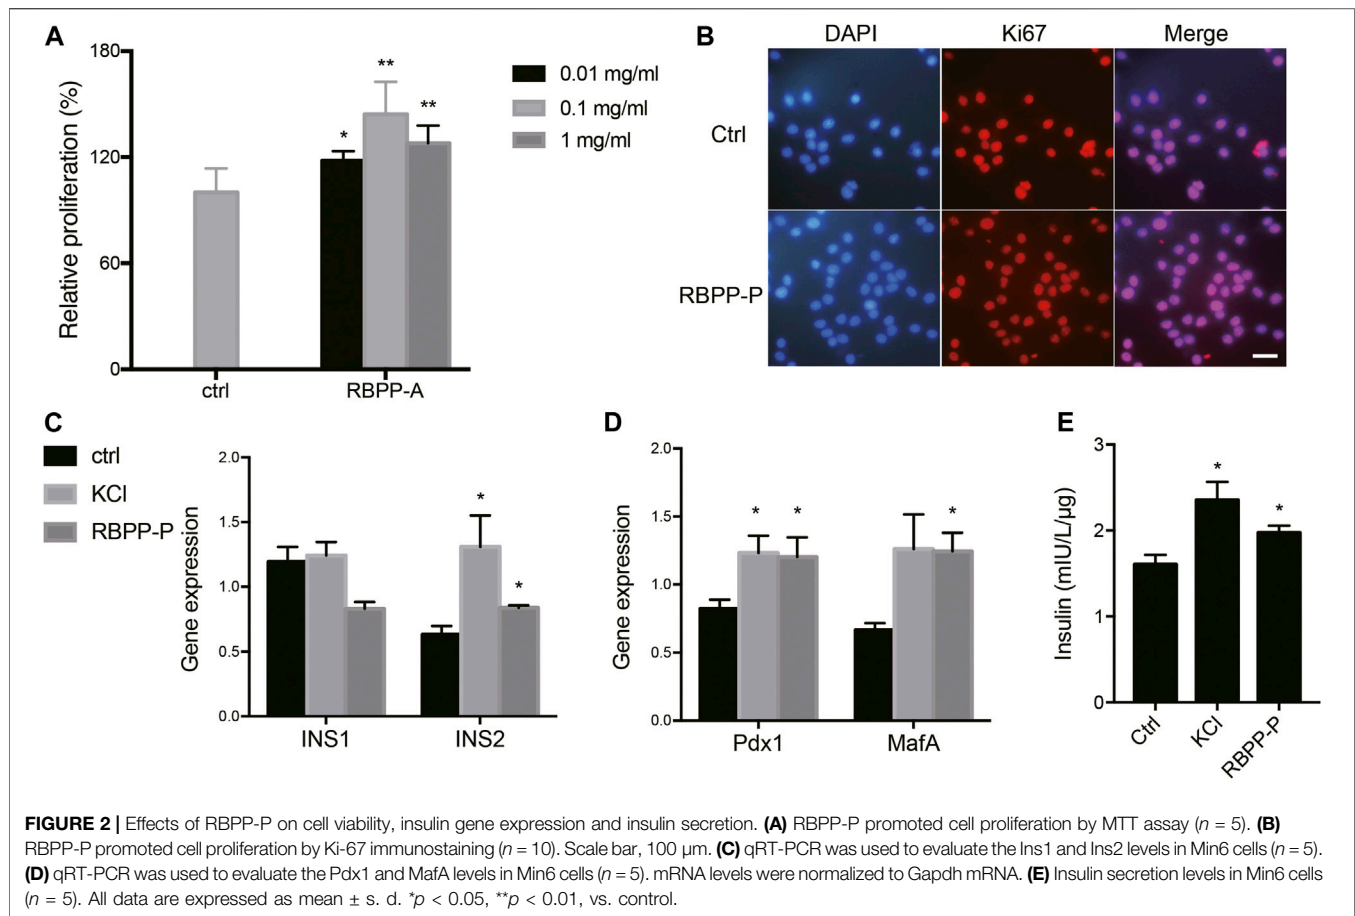 A
180
120
60
0
Relative proliferation (%)
ctrl
RBPP-A
*
**
**
0.01 mg/ml
0.1 mg/ml
1 mg/ml
B
DAPI
Ki67
Merge
Ctrl
RBPP-P
C
ctrl
KCl
RBPP-P
2.0
1.5
1.0
0.5
0.0
Gene expression
*
*
INS1
INS2
D
2.0
1.5
1.0
0.5
0.0
Gene expression
*
*
*
Pdx1
MafA
E
3
2
1
0
Insulin (mIU/L/μg)
*
*
Ctrl
KCl
RBPP-P
FIGURE 2 | Effects of RBPP-P on cell viability, insulin gene expression and insulin secretion. (A) RBPP-P promoted cell proliferation by MTT assay (n = 5). (B)
RBPP-P promoted cell proliferation by Ki-67 immunostaining (n = 10). Scale bar, 100 μm. (C) qRT-PCR was used to evaluate the Ins1 and Ins2 levels in Min6 cells (n = 5).
(D) qRT-PCR was used to evaluate the Pdx1 and MafA levels in Min6 cells (n = 5). mRNA levels were normalized to Gapdh mRNA. (E) Insulin secretion levels in Min6 cells
(n = 5). All data are expressed as mean ± s. d. *p < 0.05, **p < 0.01, vs. control.